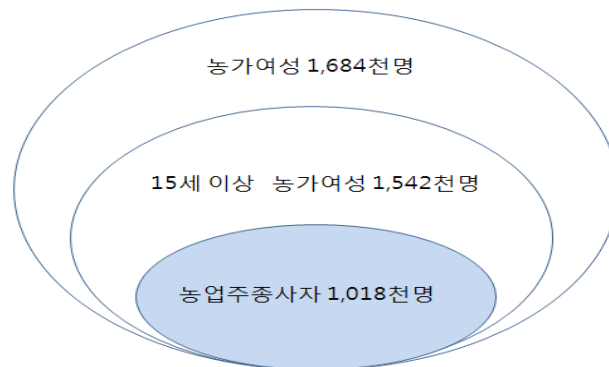 농가여성 1,684천명
15세 이상 농가여성 1,542천명
농업주종사자 1,018천명